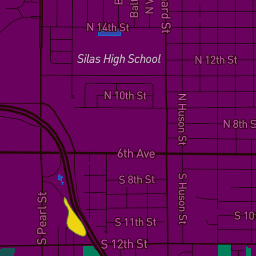 N 14th St
Silas High School
N 12th St
N 10th St
N Huson St
N 8th St
6th Ave
S 8th St
S Huson St
S Pearl St
S 11th St
S 10
S 12th St